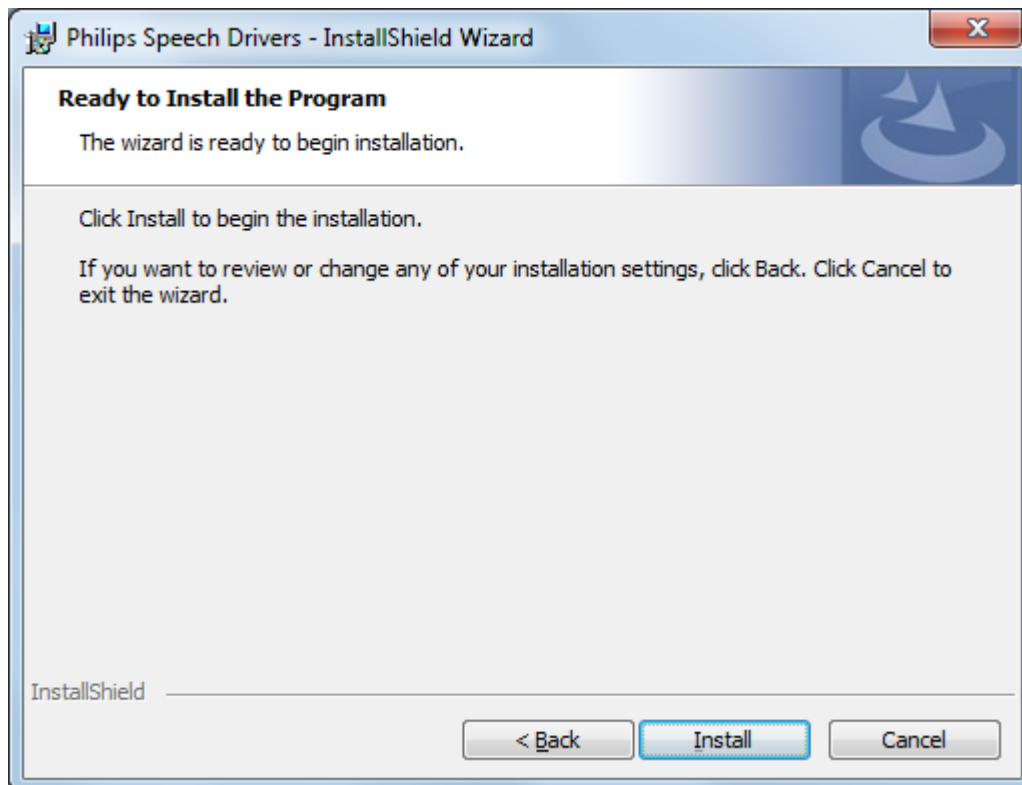 Philips Speech Drivers - InstallShield Wizard
Ready to Install the Program
The wizard is ready to begin installation.
Click Install to begin the installation.
If you want to review or change any of your installation settings, click Back. Click Cancel to
exit the wizard.
InstallShield
< Back
Install
Cancel